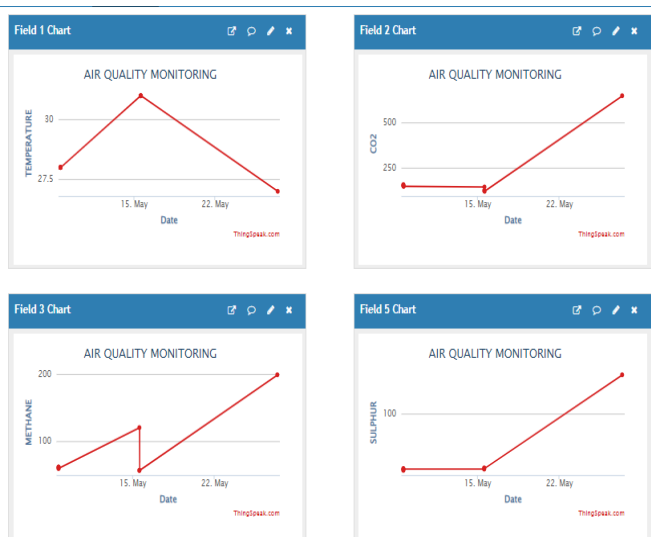 Field 1 Chart
AIR QUALITY MONITORING
TEMPERATURE
30
27.5
15. May 22. May
Date
ThingSpeak.com
Field 2 Chart
AIR QUALITY MONITORING
CO2
500
250
15. May 22. May
Date
ThingSpeak.com
Field 3 Chart
AIR QUALITY MONITORING
METHANE
200
100
15. May 22. May
Date
ThingSpeak.com
Field 5 Chart
AIR QUALITY MONITORING
SULPHUR
100
15. May 22. May
Date
ThingSpeak.com